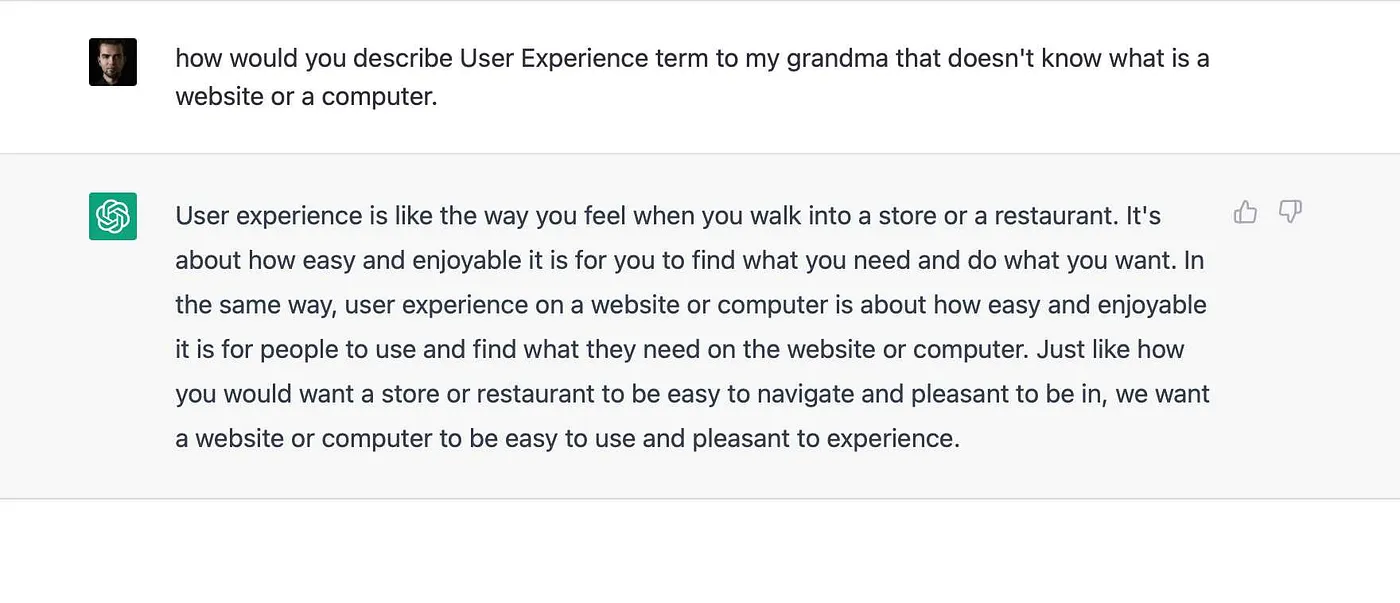 how would you describe User Experience term to my grandma that doesn't know what is a
website or a computer.
User experience is like the way you feel when you walk into a store or a restaurant. It's
about how easy and enjoyable it is for you to find what you need and do what you want. In
the same way, user experience on a website or computer is about how easy and enjoyable
it is for people to use and find what they need on the website or computer. Just like how
you would want a store or restaurant to be easy to navigate and pleasant to be in, we want
a website or computer to be easy to use and pleasant to experience.